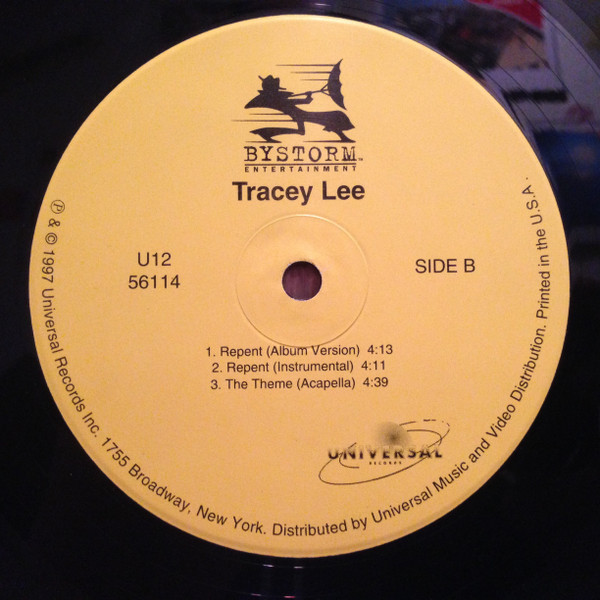 BYSTORM™
ENTERTAINMENT
Tracey Lee
U12
56114
SIDE B
1. Repent (Album Version) 4:13
2. Repent (Instrumental) 4:11
3. The Theme (Acapella) 4:39
UNIVERSAL
RECORDS
℗ & © 1997 Universal Records Inc. 1755 Broadway, New York. Distributed by Universal Music and Video Distribution. Printed in the U.S.A.